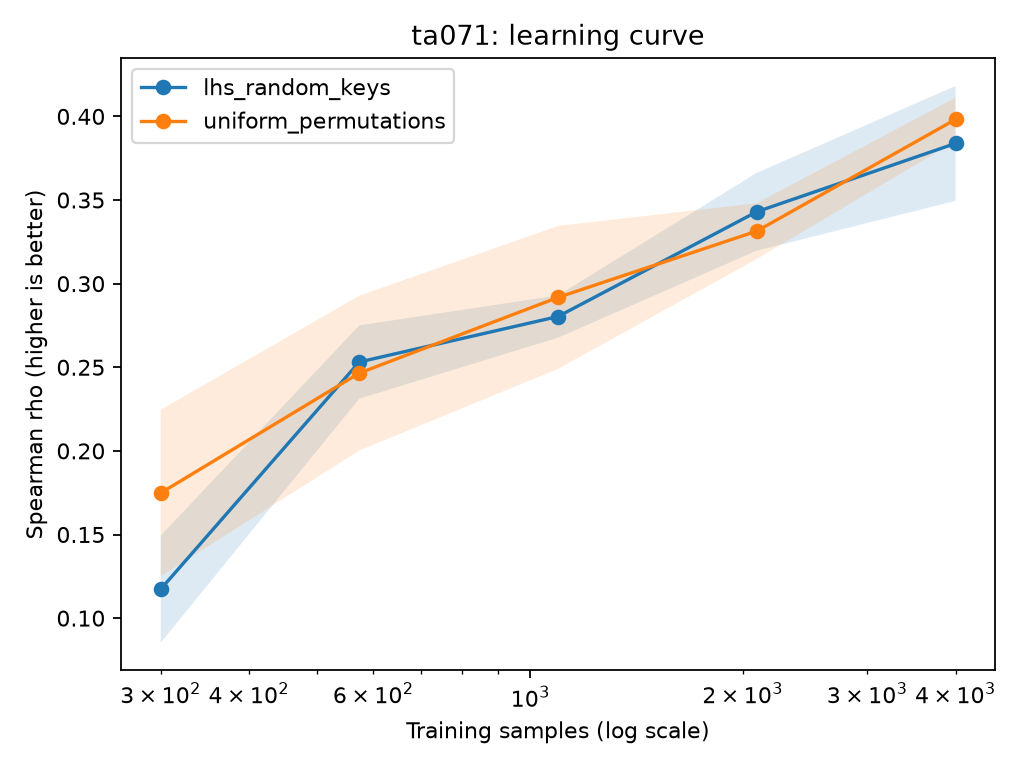 ta071: learning curve
lhs_random_keys
uniform_permutations
Spearman rho (higher is better)
0.40
0.35
0.30
0.25
0.20
0.15
0.10
3 × 10² 4 × 10² 6 × 10² 10³ 2 × 10³ 3 × 10³ 4 × 10³
Training samples (log scale)